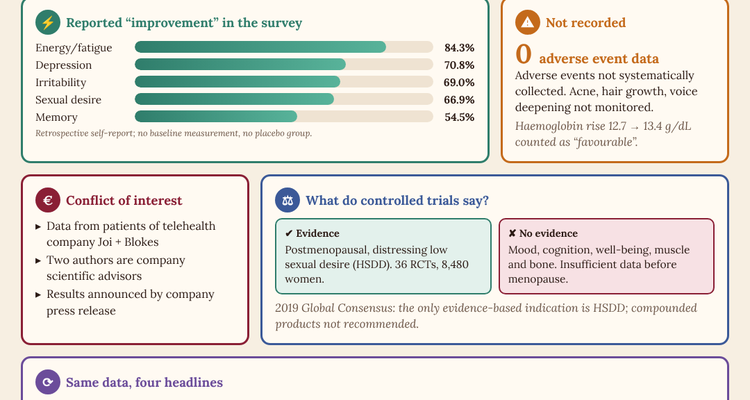 ⚡ Reported “improvement” in the survey
Energy/fatigue 84.3%
Depression 70.8%
Irritability 69.0%
Sexual desire 66.9%
Memory 54.5%
Retrospective self-report; no baseline measurement, no placebo group.
⚠ Not recorded
0 adverse event data
Adverse events not systematically
collected. Acne, hair growth, voice
deepening not monitored.
Haemoglobin rise 12.7 → 13.4 g/dL
counted as “favourable”.
€ Conflict of interest
▸ Data from patients of telehealth
company Joi + Blokes
▸ Two authors are company
scientific advisors
▸ Results announced by company
press release
⚖ What do controlled trials say?
✔ Evidence
Postmenopausal, distressing low
sexual desire (HSDD). 36 RCTs, 8,480
women.
✘ No evidence
Mood, cognition, well-being, muscle
and bone. Insufficient data before
menopause.
2019 Global Consensus: the only evidence-based indication is HSDD; compounded
products not recommended.
⟳ Same data, four headlines